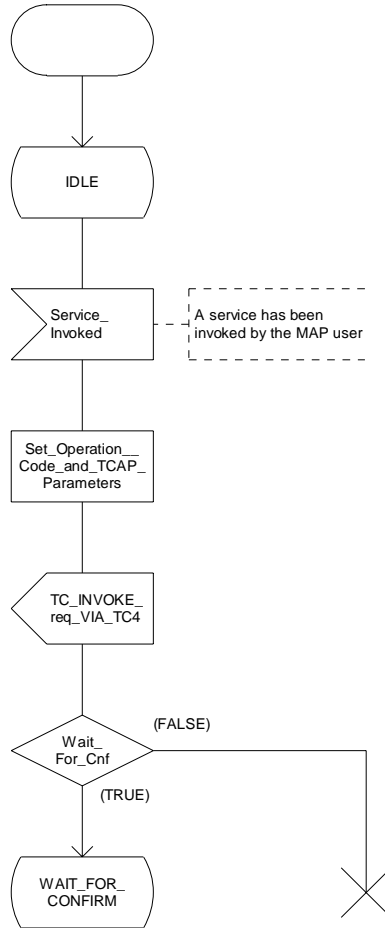 IDLE
Service_
Invoked
A service has been
invoked by the MAP user
Set_Operation__
Code_and_TCAP_
Parameters
TC_INVOKE_
req_VIA_TC4
(FALSE)
Wait_
For_Cnf
(TRUE)
WAIT_FOR_
CONFIRM